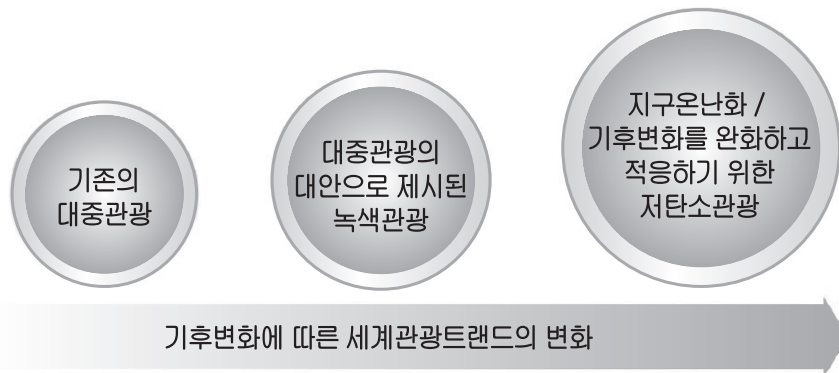 기존의
대중관광
대중관광의
대안으로 제시된
녹색관광
지구온난화 /
기후변화를 완화하고
적응하기 위한
저탄소관광
기후변화에 따른 세계관광트랜드의 변화